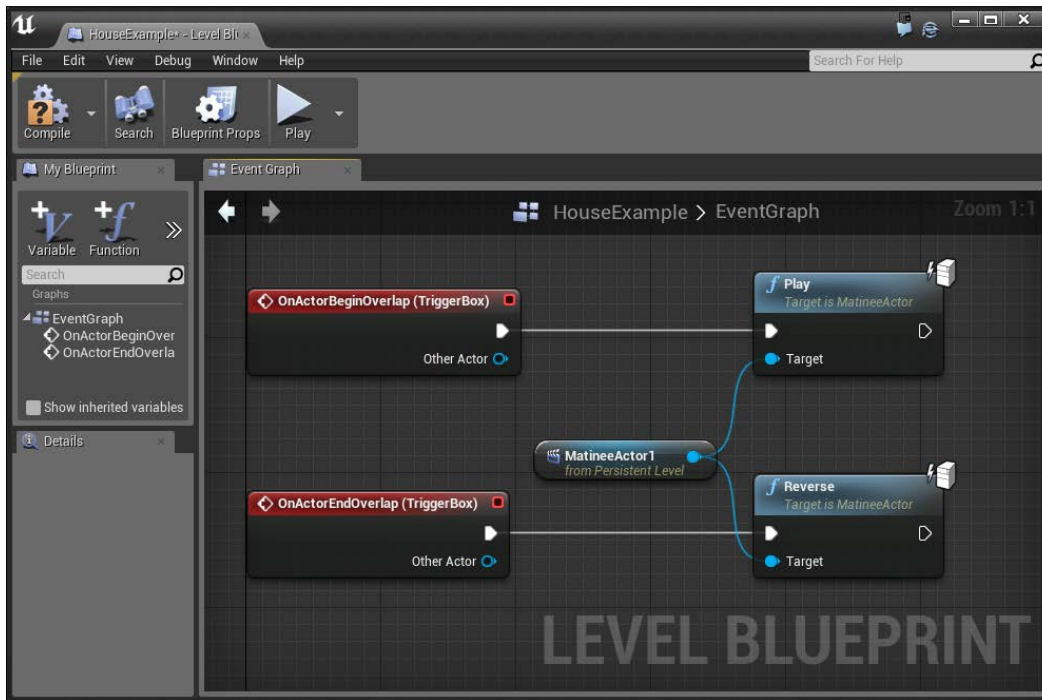 HouseExample* - Level Blu
File Edit View Debug Window Help
Search For Help
Compile Search Blueprint Props Play
My Blueprint
Event Graph
HouseExample > EventGraph
Zoom 1:1
Variable Function
Search
Graphs
EventGraph
OnActorBeginOver
OnActorEndOverla
Show inherited variables
Details
OnActorBeginOverlap (TriggerBox)
Other Actor
Play
Target is MatineeActor
Target
MatineeActor1
from Persistent Level
OnActorEndOverlap (TriggerBox)
Other Actor
Reverse
Target is MatineeActor
Target
LEVEL BLUEPRINT